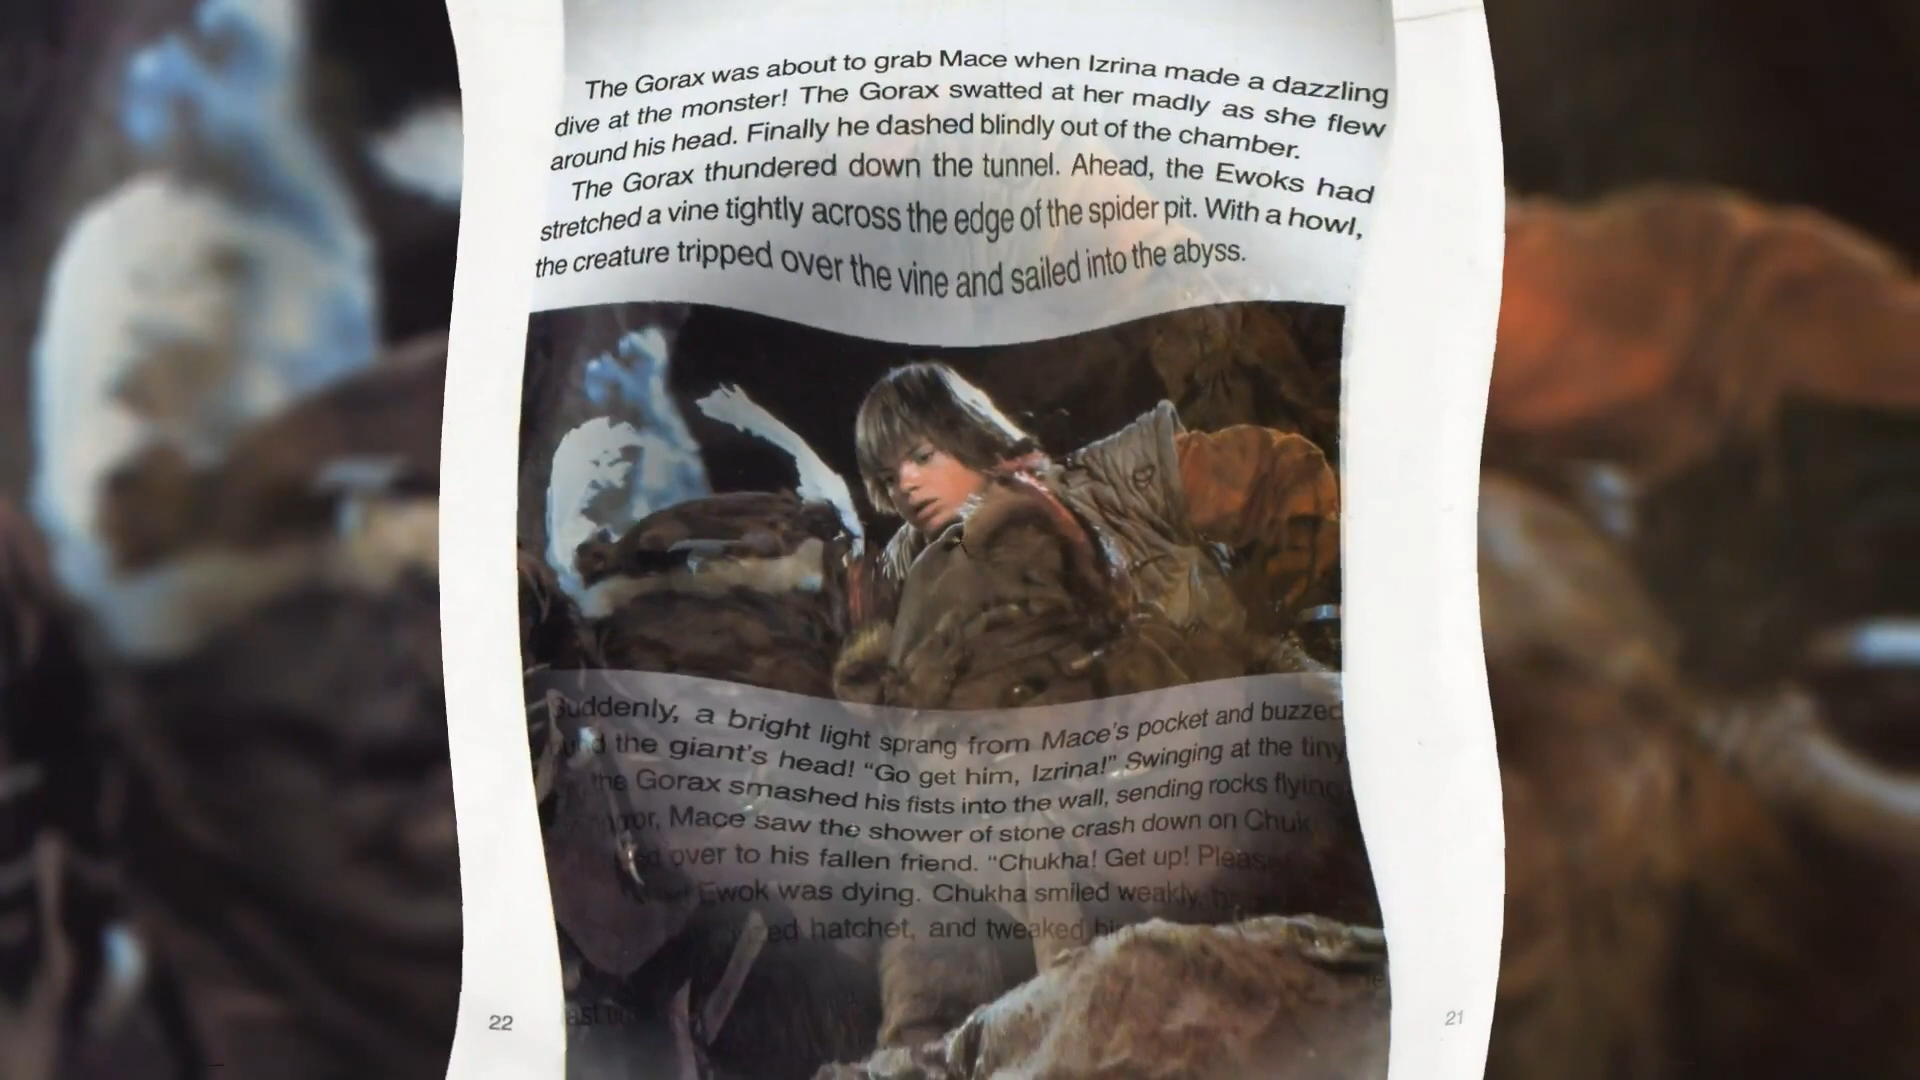 The Gorax was about to grab Mace when Izrina made a dazzling
dive at the monster! The Gorax swatted at her madly as she flew
around his head. Finally he dashed blindly out of the chamber.
The Gorax thundered down the tunnel. Ahead, the Ewoks had
stretched a vine tightly across the edge of the spider pit. With a howl,
the creature tripped over the vine and sailed into the abyss.
Suddenly, a bright light sprang from Mace's pocket and buzzed
the giant's head! "Go get him, Izrina!" Swinging at the tiny
the Gorax smashed his fists into the wall, sending rocks flying
Mace saw the shower of stone crash down on
over to his fallen friend. "Chukha! Get up!
Ewok was dying. Chukha smiled weakly,
hatchet, and tweaked
22
21